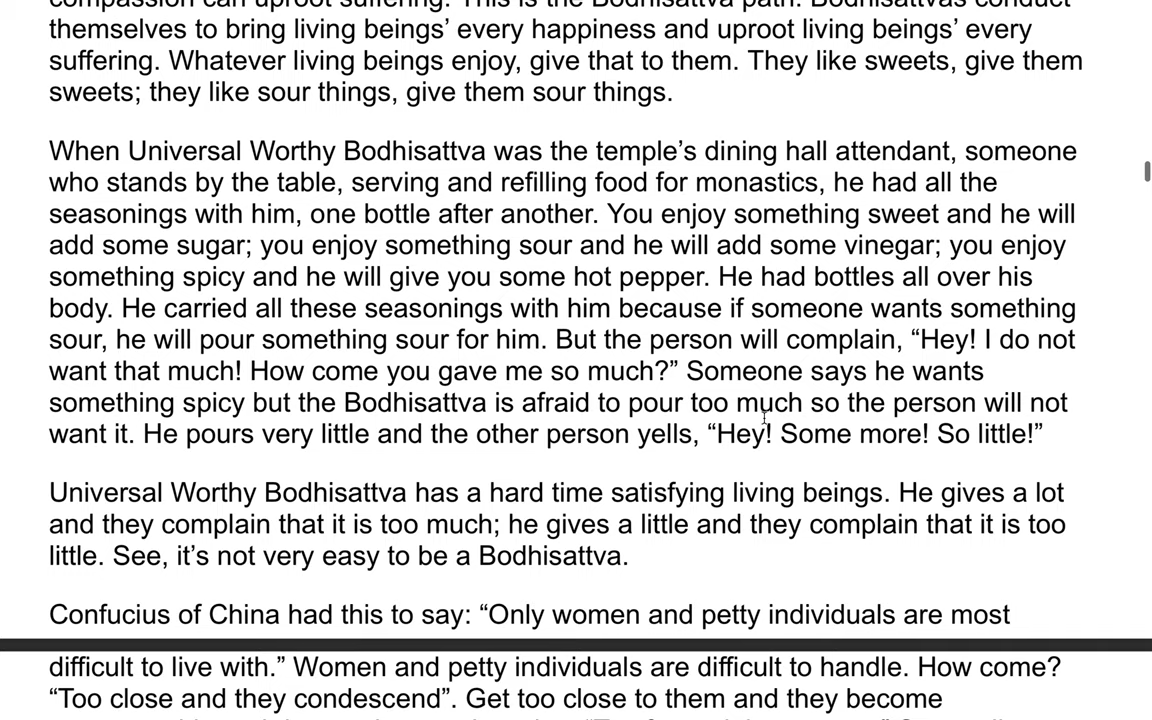 compassion can uproot suffering. This is the Bodhisattva path. Bodhisattvas conduct
themselves to bring living beings’ every happiness and uproot living beings’ every
suffering. Whatever living beings enjoy, give that to them. They like sweets, give them
sweets; they like sour things, give them sour things.
When Universal Worthy Bodhisattva was the temple’s dining hall attendant, someone
who stands by the table, serving and refilling food for monastics, he had all the
seasonings with him, one bottle after another. You enjoy something sweet and he will
add some sugar; you enjoy something sour and he will add some vinegar; you enjoy
something spicy and he will give you some hot pepper. He had bottles all over his
body. He carried all these seasonings with him because if someone wants something
sour, he will pour something sour for him. But the person will complain, “Hey! I do not
want that much! How come you gave me so much?” Someone says he wants
something spicy but the Bodhisattva is afraid to pour too much so the person will not
want it. He pours very little and the other person yells, “Hey! Some more! So little!”
Universal Worthy Bodhisattva has a hard time satisfying living beings. He gives a lot
and they complain that it is too much; he gives a little and they complain that it is too
little. See, it’s not very easy to be a Bodhisattva.
Confucius of China had this to say: “Only women and petty individuals are most
difficult to live with.” Women and petty individuals are difficult to handle. How come?
“Too close and they condescend”. Get too close to them and they become